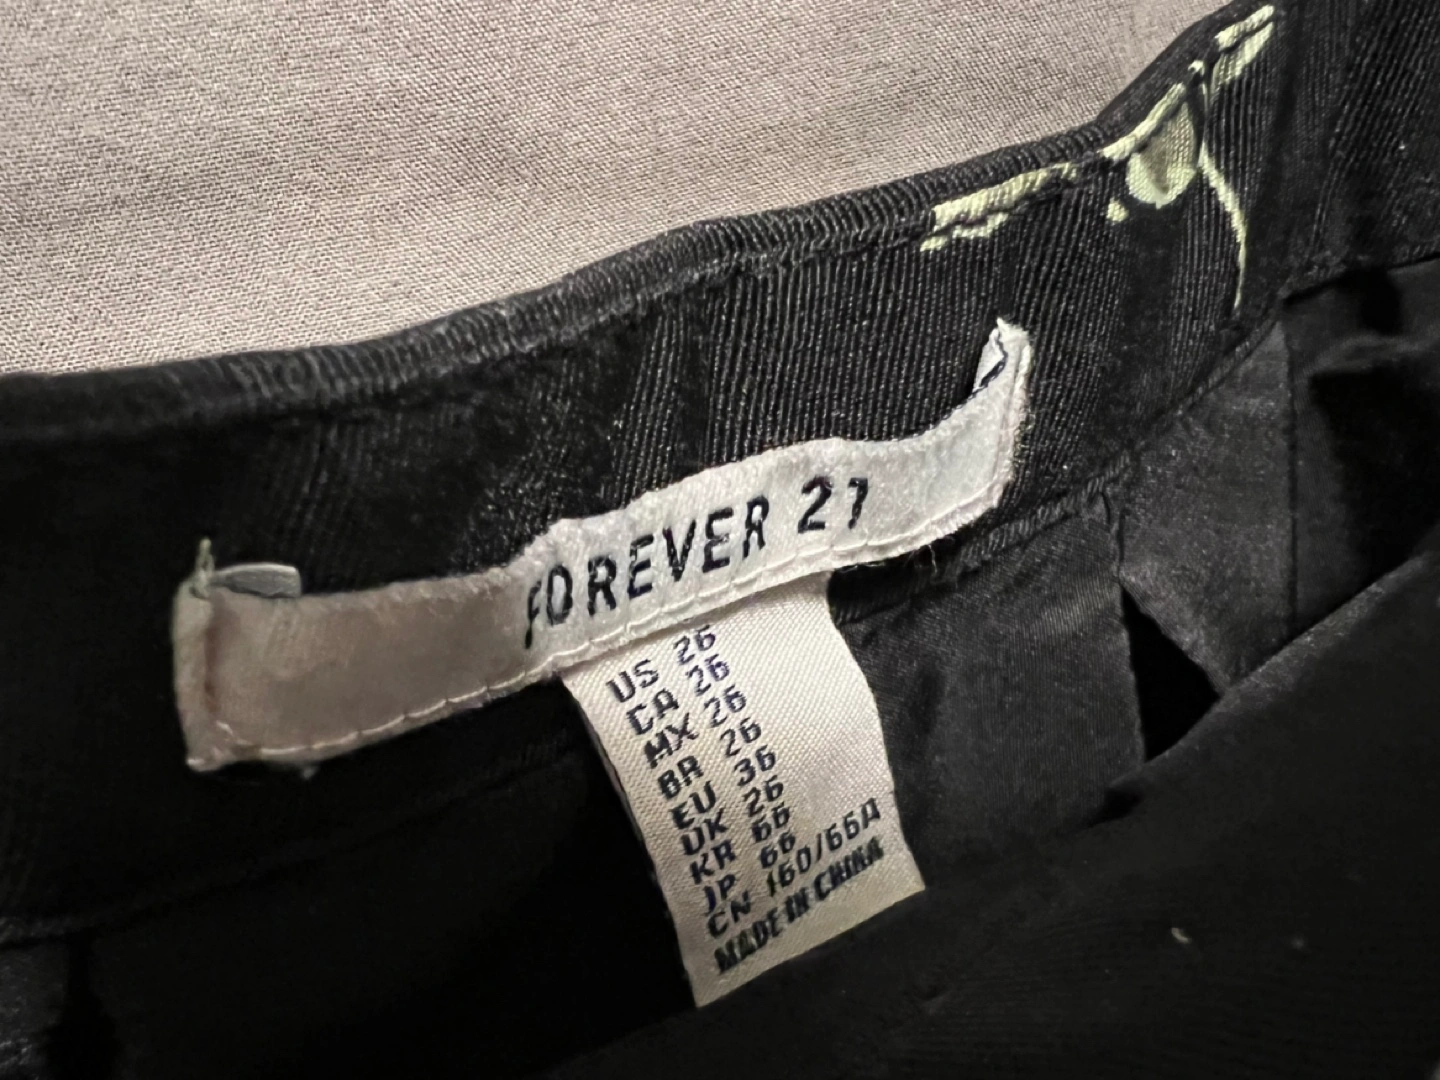 FOREVER 21
US 26
CA 26
MX 26
BR 26
EU 36
UK 26
KR 66
JP 66
CN 160/66A
MADE IN CHINA